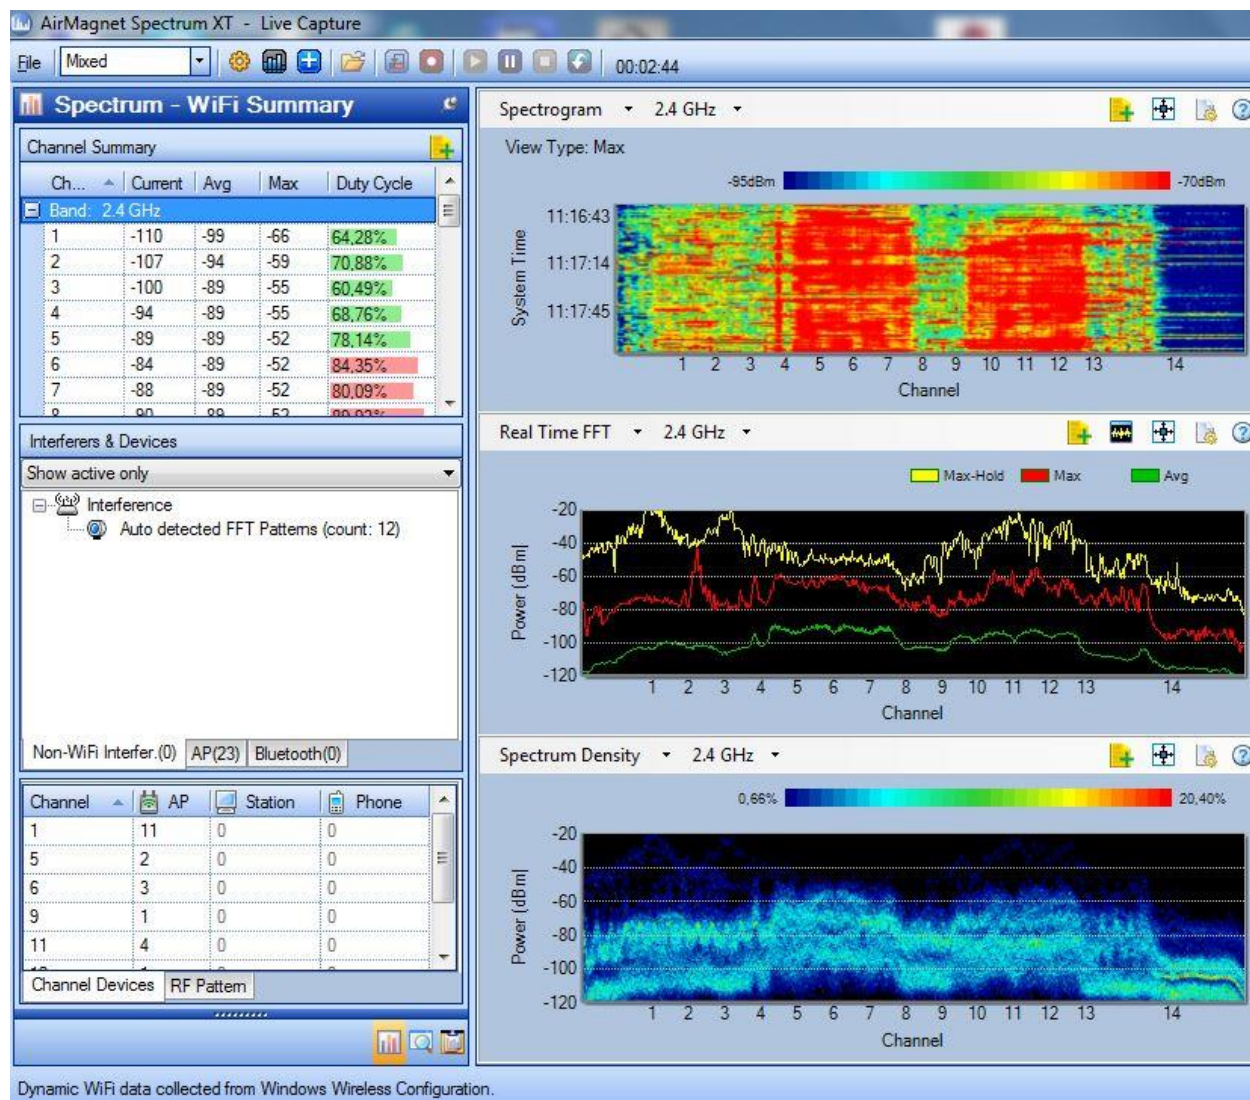 AirMagnet Spectrum XT - Live Capture
File Mixed 00:02:44
Spectrum - WiFi Summary
Channel Summary
Ch... Current Avg Max Duty Cycle
Band: 2.4 GHz
1 -110 -99 -66 64,28%
2 -107 -94 -59 70,88%
3 -100 -89 -55 60,49%
4 -94 -89 -55 68,76%
5 -89 -89 -52 78,14%
6 -84 -89 -52 84,35%
7 -88 -89 -52 80,09%
Interferers & Devices
Show active only
Interference
Auto detected FFT Patterns (count: 12)
Non-WiFi Interfer.(0) AP(23) Bluetooth(0)
Channel AP Station Phone
1 11 0 0
5 2 0 0
6 3 0 0
9 1 0 0
11 4 0 0
Channel Devices RF Pattern
Spectrogram 2.4 GHz
View Type: Max
-95dBm -70dBm
System Time
11:16:43
11:17:14
11:17:45
1 2 3 4 5 6 7 8 9 10 11 12 13 14
Channel
Real Time FFT 2.4 GHz
Max-Hold Max Avg
Power (dBm)
-20
-40
-60
-80
-100
-120
1 2 3 4 5 6 7 8 9 10 11 12 13 14
Channel
Spectrum Density 2.4 GHz
0,66% 20,40%
Power (dBm)
-20
-40
-60
-80
-100
-120
1 2 3 4 5 6 7 8 9 10 11 12 13 14
Channel
Dynamic WiFi data collected from Windows Wireless Configuration.